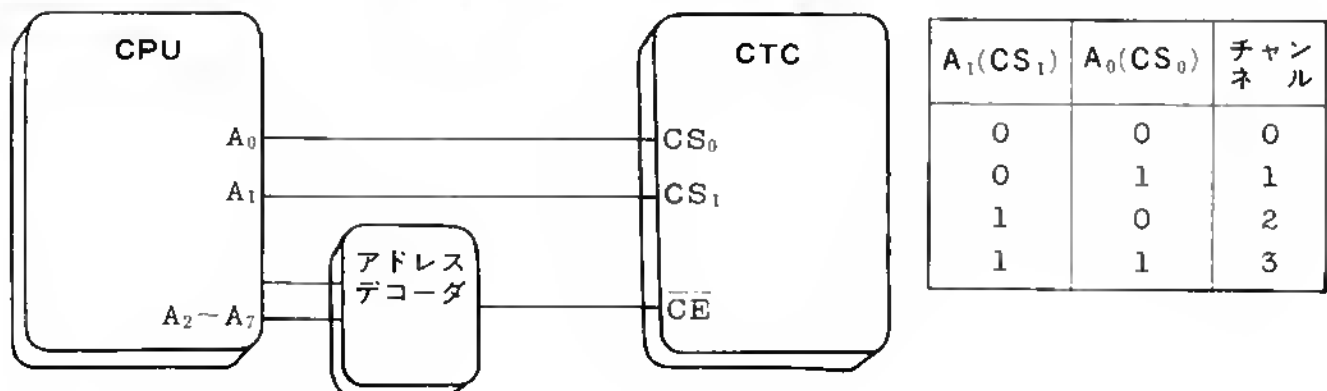 CPU
A₀
A₁
A₂〜A₇
アドレス
デコーダ
CTC
CS₀
CS₁
C̅E̅
A₁(CS₁) A₀(CS₀) チャンネル
0 0 0
0 1 1
1 0 2
1 1 3